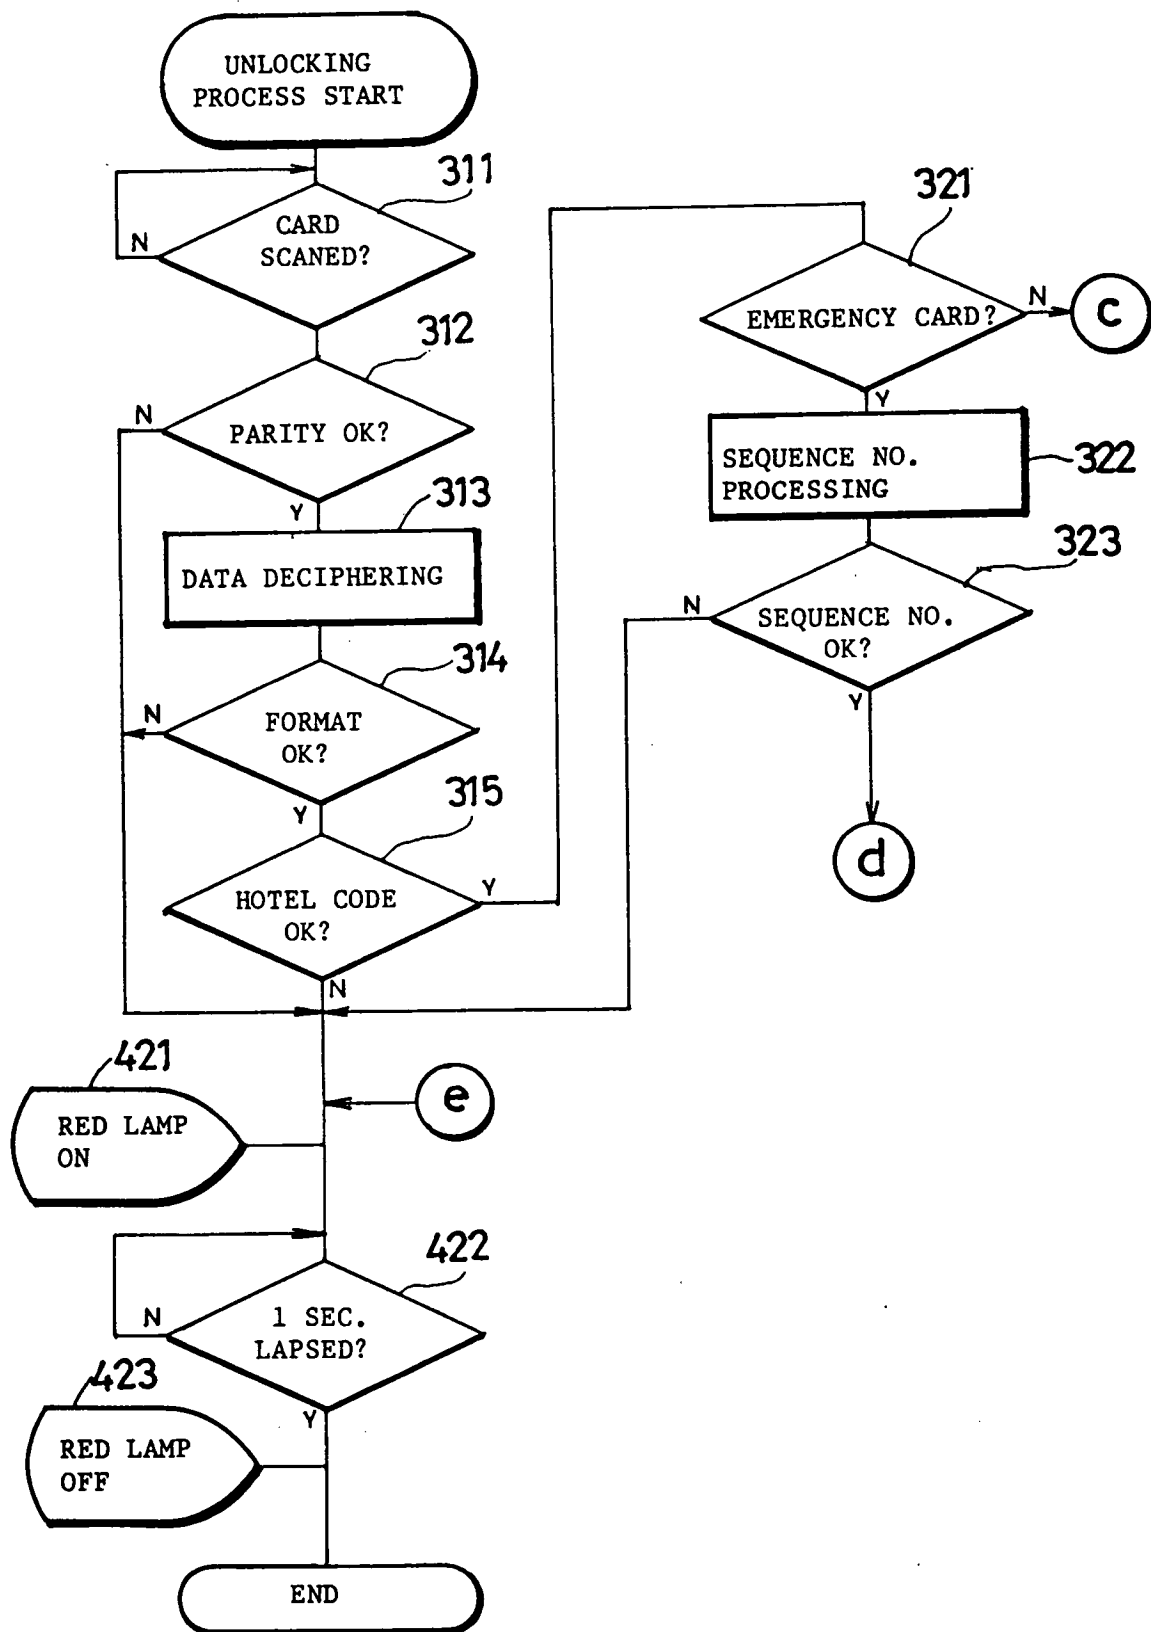 UNLOCKING
PROCESS START
311
CARD
SCANED?
N
312
N
PARITY OK?
Y
313
DATA DECIPHERING
314
N
FORMAT
OK?
Y
315
HOTEL CODE
OK?
Y
N
321
EMERGENCY CARD?
N
c
Y
SEQUENCE NO.
PROCESSING
322
323
N
SEQUENCE NO.
OK?
Y
d
e
421
RED LAMP
ON
422
N
1 SEC.
LAPSED?
Y
423
RED LAMP
OFF
END